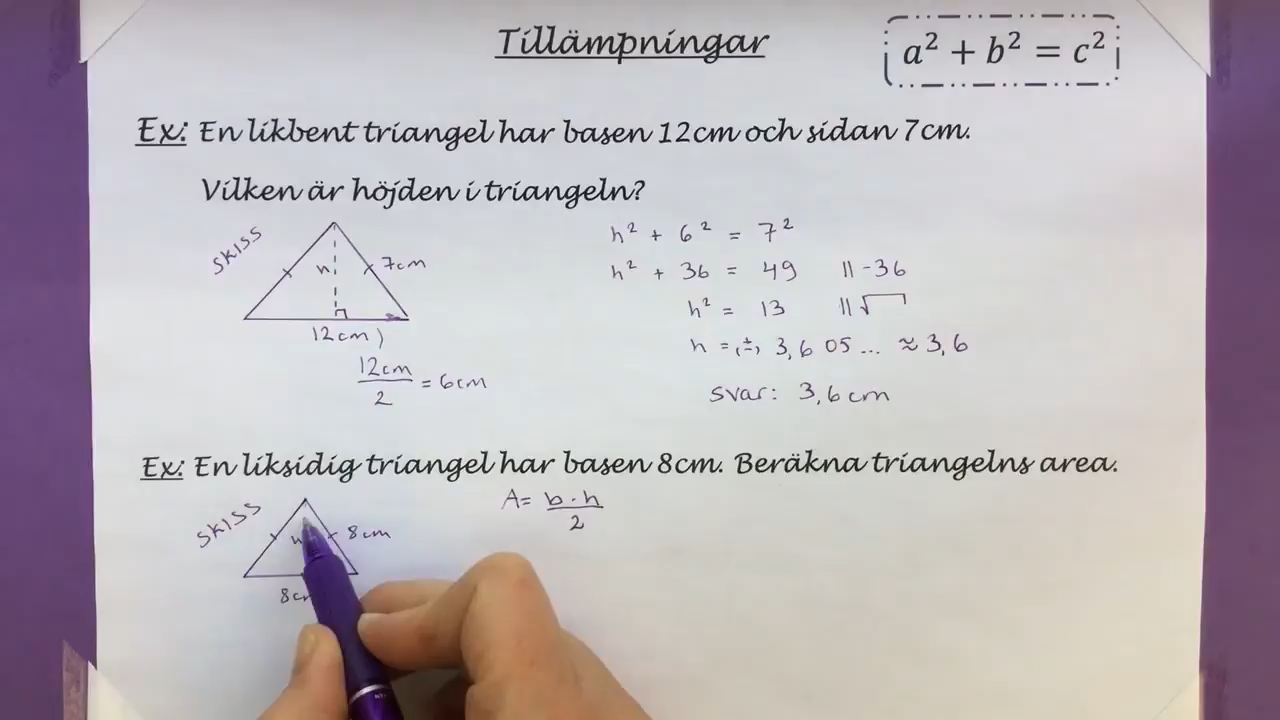 Tillämpningar
a² + b² = c²
Ex: En likbent triangel har basen 12cm och sidan 7cm.
Vilken är höjden i triangeln?
SKISS
h
7cm
12cm
12cm
2
= 6cm
h² + 6² = 7²
h² + 36 = 49 || -36
h² = 13 || √
h = (±) 3,605... ≈ 3,6
svar: 3,6cm
Ex: En liksidig triangel har basen 8cm. Beräkna triangelns area.
SKISS
h
8cm
A = b·h
2